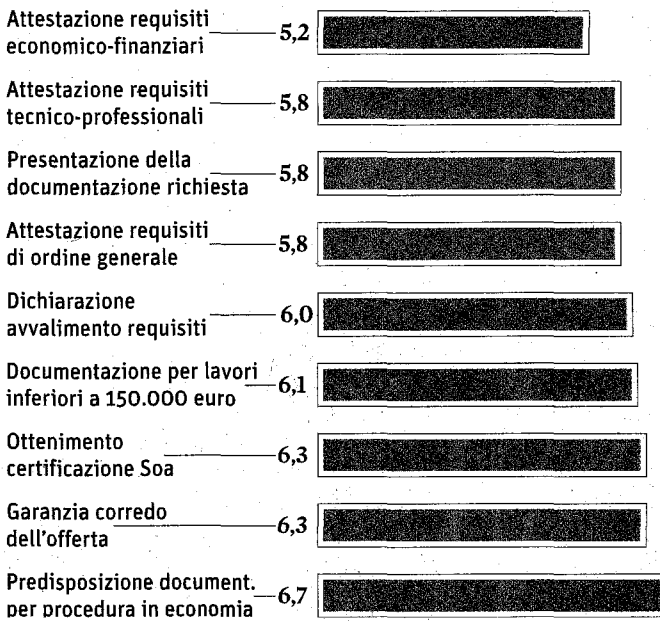 Attestazione requisiti
economico-finanziari 5,2
Attestazione requisiti
tecnico-professionali 5,8
Presentazione della
documentazione richiesta 5,8
Attestazione requisiti
di ordine generale 5,8
Dichiarazione
avvalimento requisiti 6,0
Documentazione per lavori
inferiori a 150.000 euro 6,1
Ottenimento
certificazione Soa 6,3
Garanzia corredo
dell'offerta 6,3
Predisposizione document.
per procedura in economia 6,7